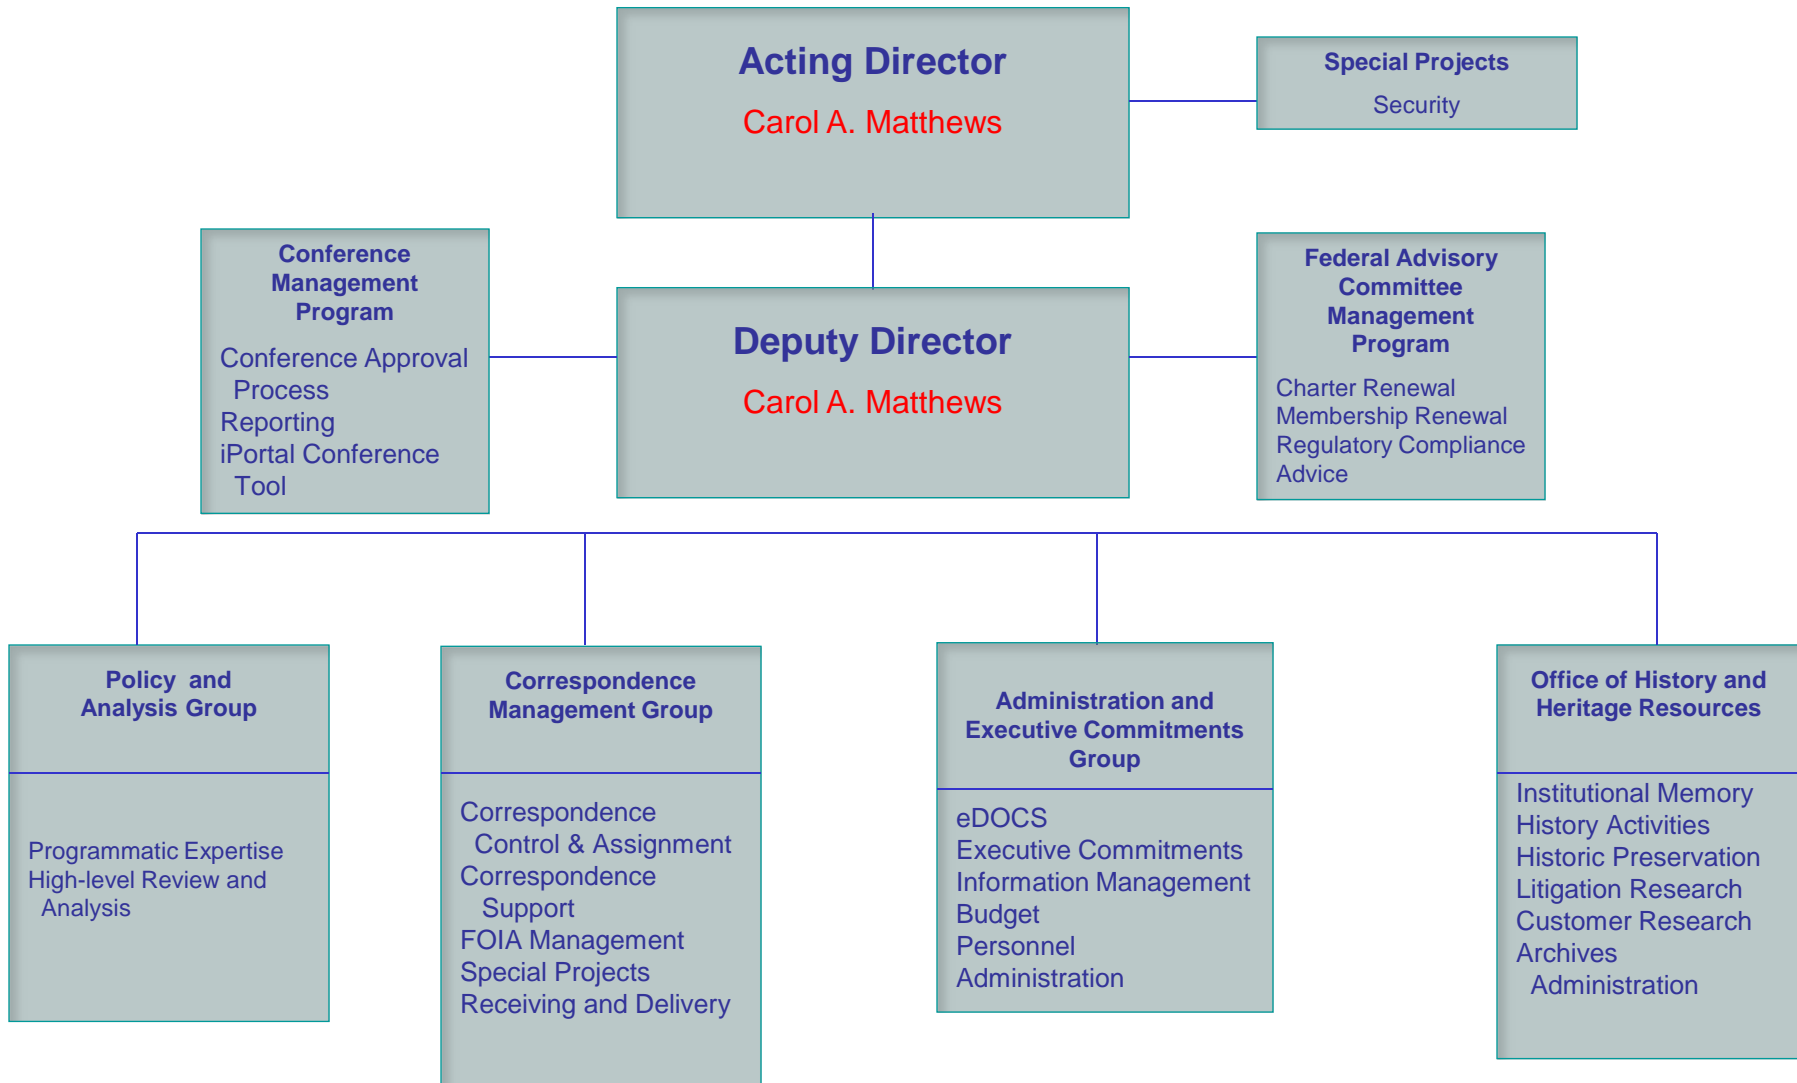 Acting Director
Carol A. Matthews
Special Projects
Security
Conference
Management
Program
Conference Approval
Process
Reporting
iPortal Conference
Tool
Deputy Director
Carol A. Matthews
Federal Advisory
Committee
Management
Program
Charter Renewal
Membership Renewal
Regulatory Compliance
Advice
Policy and
Analysis Group
Programmatic Expertise
High-level Review and
Analysis
Correspondence
Management Group
Correspondence
Control & Assignment
Correspondence
Support
FOIA Management
Special Projects
Receiving and Delivery
Administration and
Executive Commitments
Group
eDOCS
Executive Commitments
Information Management
Budget
Personnel
Administration
Office of History and
Heritage Resources
Institutional Memory
History Activities
Historic Preservation
Litigation Research
Customer Research
Archives
Administration